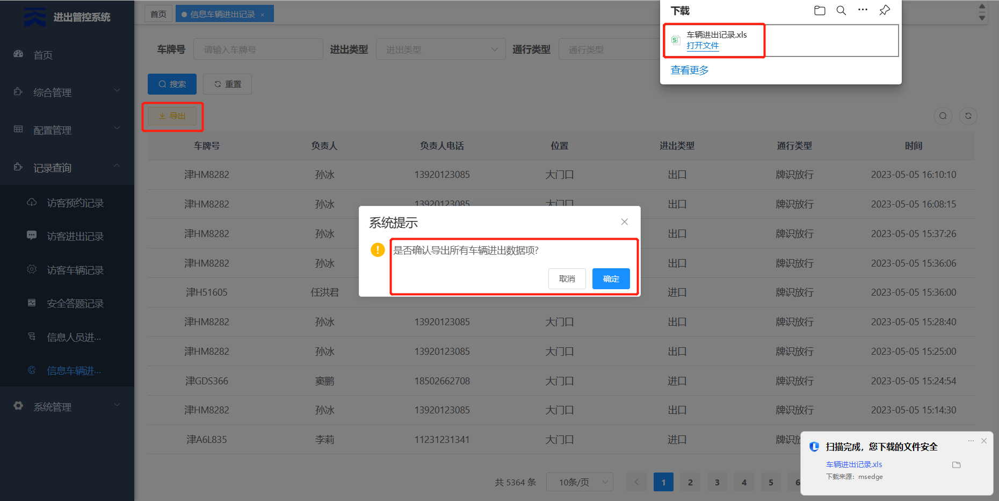 进出管控系统
首页
综合管理
配置管理
记录查询
访客预约记录
访客进出记录
访客车辆记录
安全答题记录
信息人员进...
信息车辆进...
系统管理
首页 信息车辆进出记录 ×
车牌号 请输入车牌号 进出类型 进出类型 通行类型 通行类型
搜索 重置
导出
下载
车辆进出记录.xls
打开文件
查看更多
车牌号 负责人 负责人电话 位置 进出类型 通行类型 时间
津HM8282 孙冰 13920123085 大门口 出口 牌识放行 2023-05-05 16:10:10
津HM8282 孙冰 13920123085 大门口 出口 牌识放行 2023-05-05 16:08:15
津HM8282 孙冰 出口 牌识放行 2023-05-05 15:37:26
津HM8282 孙冰 出口 牌识放行 2023-05-05 15:36:06
津H51605 任洪君 进口 牌识放行 2023-05-05 15:36:00
津HM8282 孙冰 13920123085 大门口 出口 牌识放行 2023-05-05 15:28:40
津HM8282 孙冰 13920123085 大门口 出口 牌识放行 2023-05-05 15:25:00
津GDS366 窦鹏 18502662708 大门口 进口 牌识放行 2023-05-05 15:24:54
津HM8282 孙冰 13920123085 大门口 出口 牌识放行 2023-05-05 15:14:30
津A6L835 李莉 11231231341 大门口 进口 牌识放
系统提示
是否确认导出所有车辆进出数据项?
取消 确定
共 5364 条 10条/页 1 2 3 4 5 6
扫描完成，您下载的文件安全
车辆进出记录.xls
下载来源：msedge